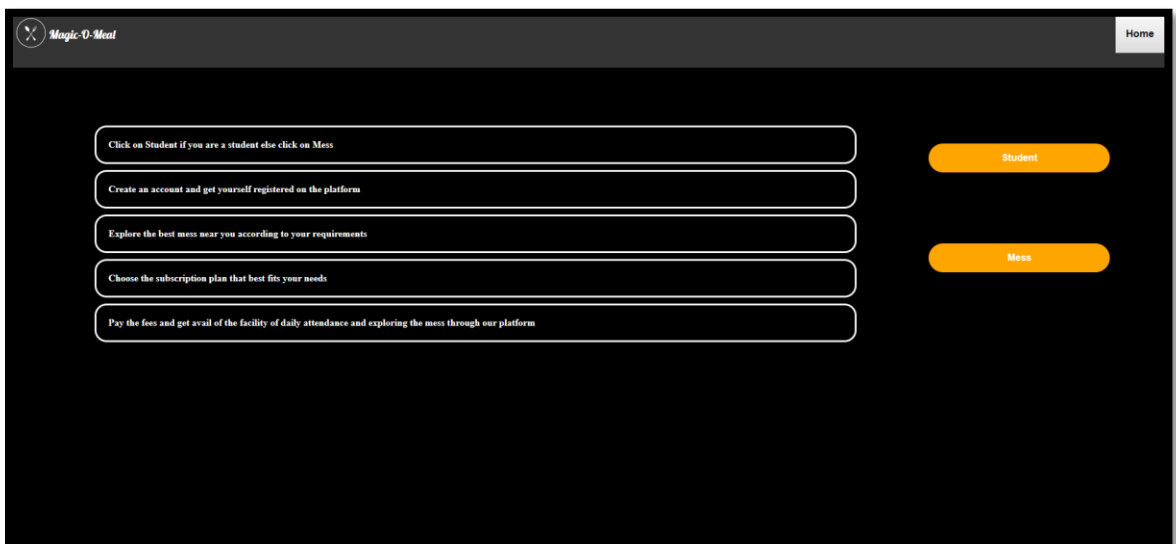 Magic-O-Meal
Home
Click on Student if you are a student else click on Mess
Create an account and get yourself registered on the platform
Explore the best mess near you according to your requirements
Choose the subscription plan that best fits your needs
Pay the fees and get avail of the facility of daily attendance and exploring the mess through our platform
Student
Mess